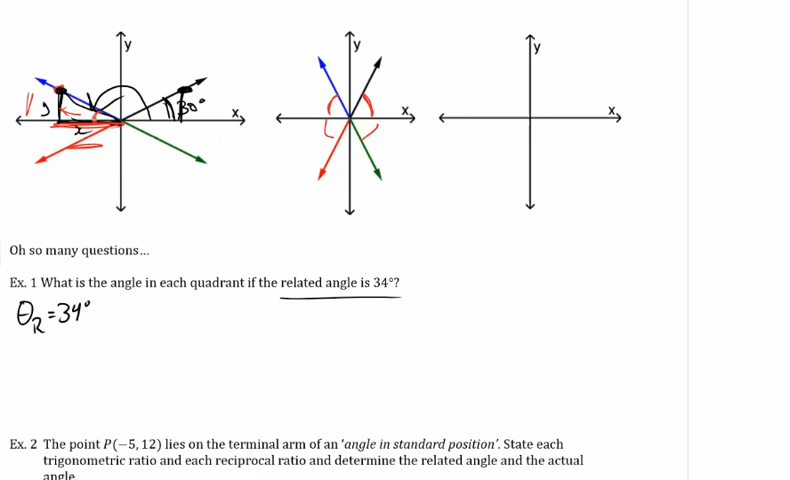 y
y
y
30°
x
x
x
y
x
Oh so many questions…
Ex. 1 What is the angle in each quadrant if the related angle is 34°?
θR = 34°
Ex. 2 The point P(−5, 12) lies on the terminal arm of an ‘angle in standard position’. State each
trigonometric ratio and each reciprocal ratio and determine the related angle and the actual
angle.